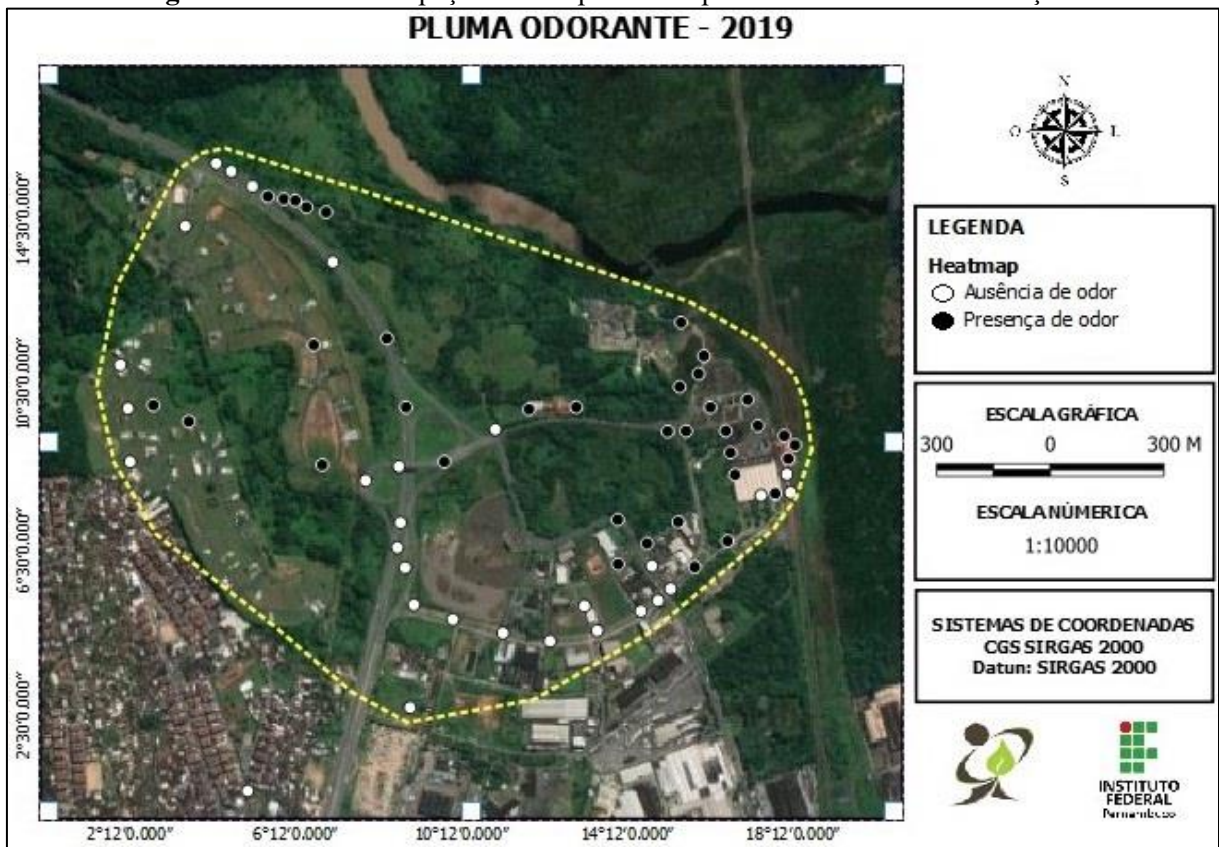 PLUMA ODORANTE - 2019
N
O
L
S
LEGENDA
Heatmap
Ausência de odor
Presença de odor
ESCALA GRÁFICA
300 0 300 M
ESCALA NÚMERICA
1:10000
SISTEMAS DE COORDENADAS
CGS SIRGAS 2000
Datun: SIRGAS 2000
INSTITUTO
FEDERAL
Pernambuco
14°30'0.000"
10°30'0.000"
6°30'0.000"
2°30'0.000"
2°12'0.000" 6°12'0.000" 10°12'0.000" 14°12'0.000" 18°12'0.000"